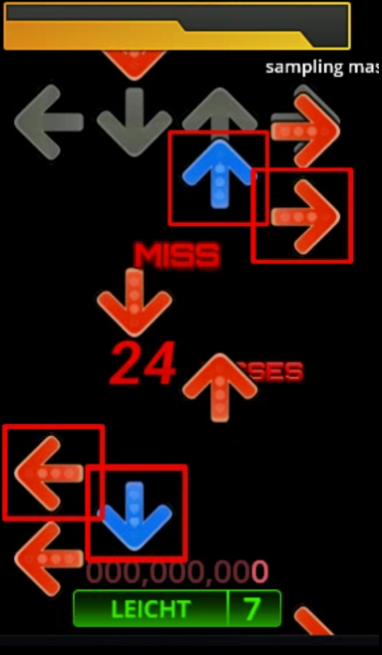 sampling mas
MISS
24
SES
000,000,000
LEICHT 7